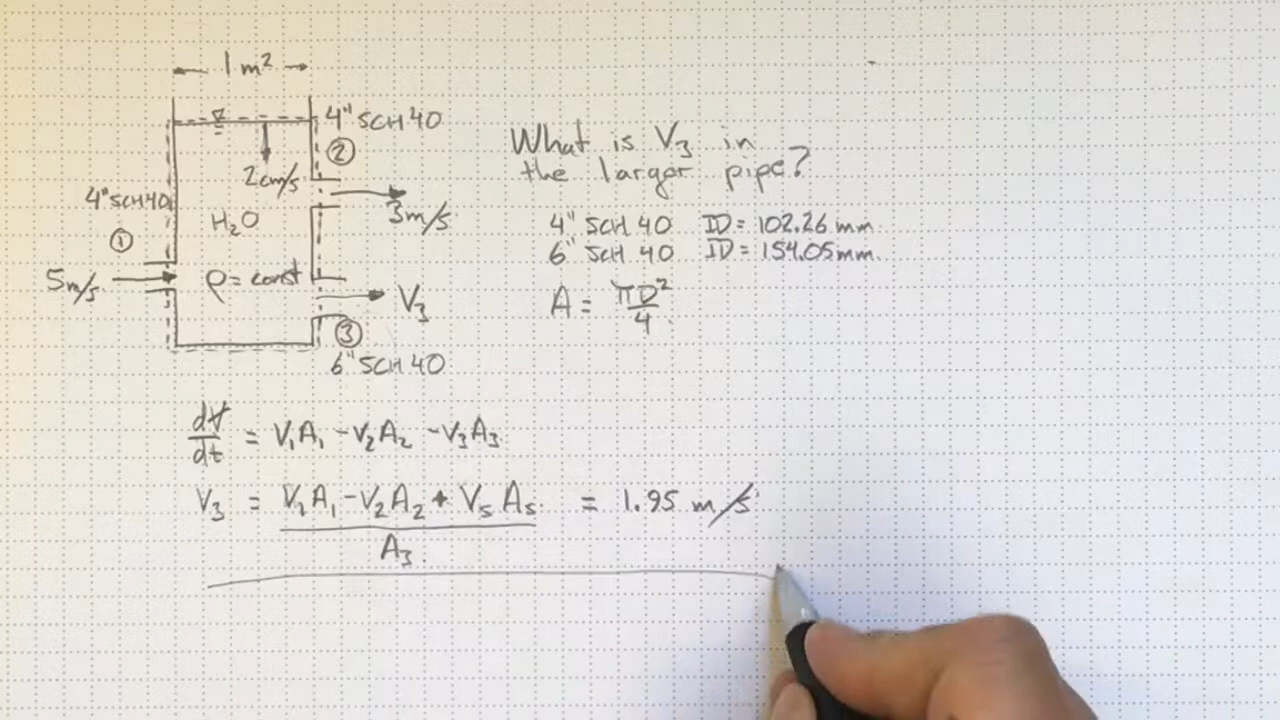 1 m²
4" SCH 40
②
2cm/s
4" SCH 40
3m/s
H₂O
①
5m/s
ρ = const
V₃
③
6" SCH 40
What is V₃ in
the larger pipe?
4" SCH 40 ID = 102.26 mm
6" SCH 40 ID = 154.05mm
A = πD²/4
dV/dt = V₁A₁ - V₂A₂ - V₃A₃
V₃ = (V₁A₁ - V₂A₂ + V₅A₅)/A₃ = 1.95 m/s